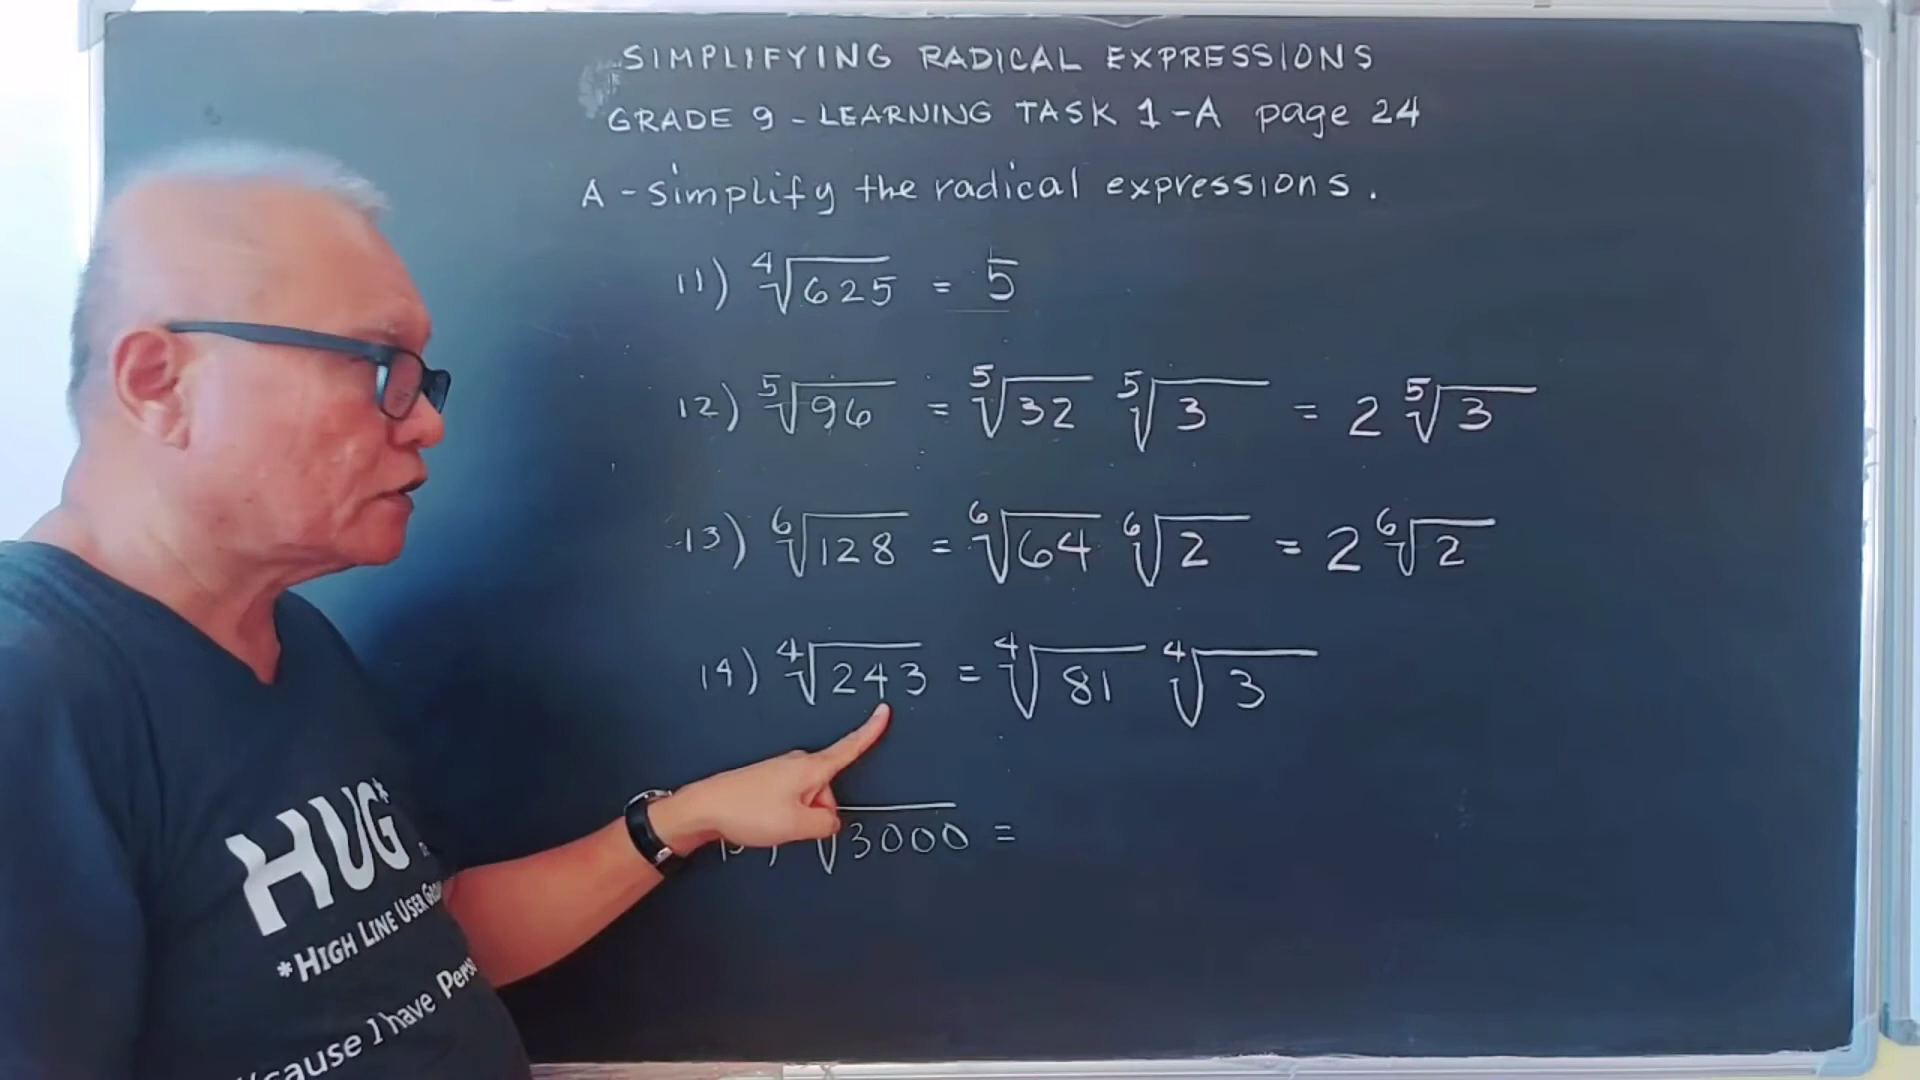 SIMPLIFYING RADICAL EXPRESSIONS
GRADE 9 - LEARNING TASK 1-A page 24
A - simplify the radical expressions.
11) ⁴√625 = 5
12) ⁵√96 = ⁵√32 ⁵√3 = 2 ⁵√3
13) ⁶√128 = ⁶√64 ⁶√2 = 2 ⁶√2
14) ⁴√243 = ⁴√81 ⁴√3
√3000 =
HUG*
*HIGH LINE USER
cause I have